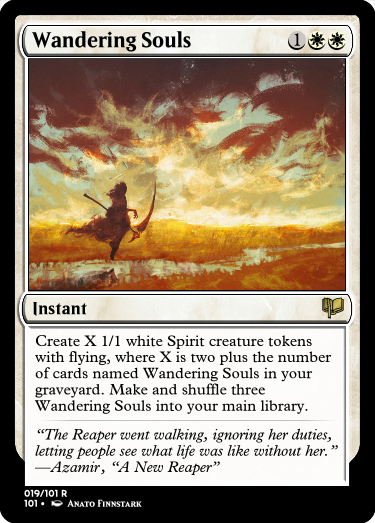 Wandering Souls 1
Instant
Create X 1/1 white Spirit creature tokens
with flying, where X is two plus the number
of cards named Wandering Souls in your
graveyard. Make and shuffle three
Wandering Souls into your main library.
“The Reaper went walking, ignoring her duties,
letting people see what life was like without her.”
—Azamir, “A New Reaper”
019/101 R
101 • Anato Finnstark